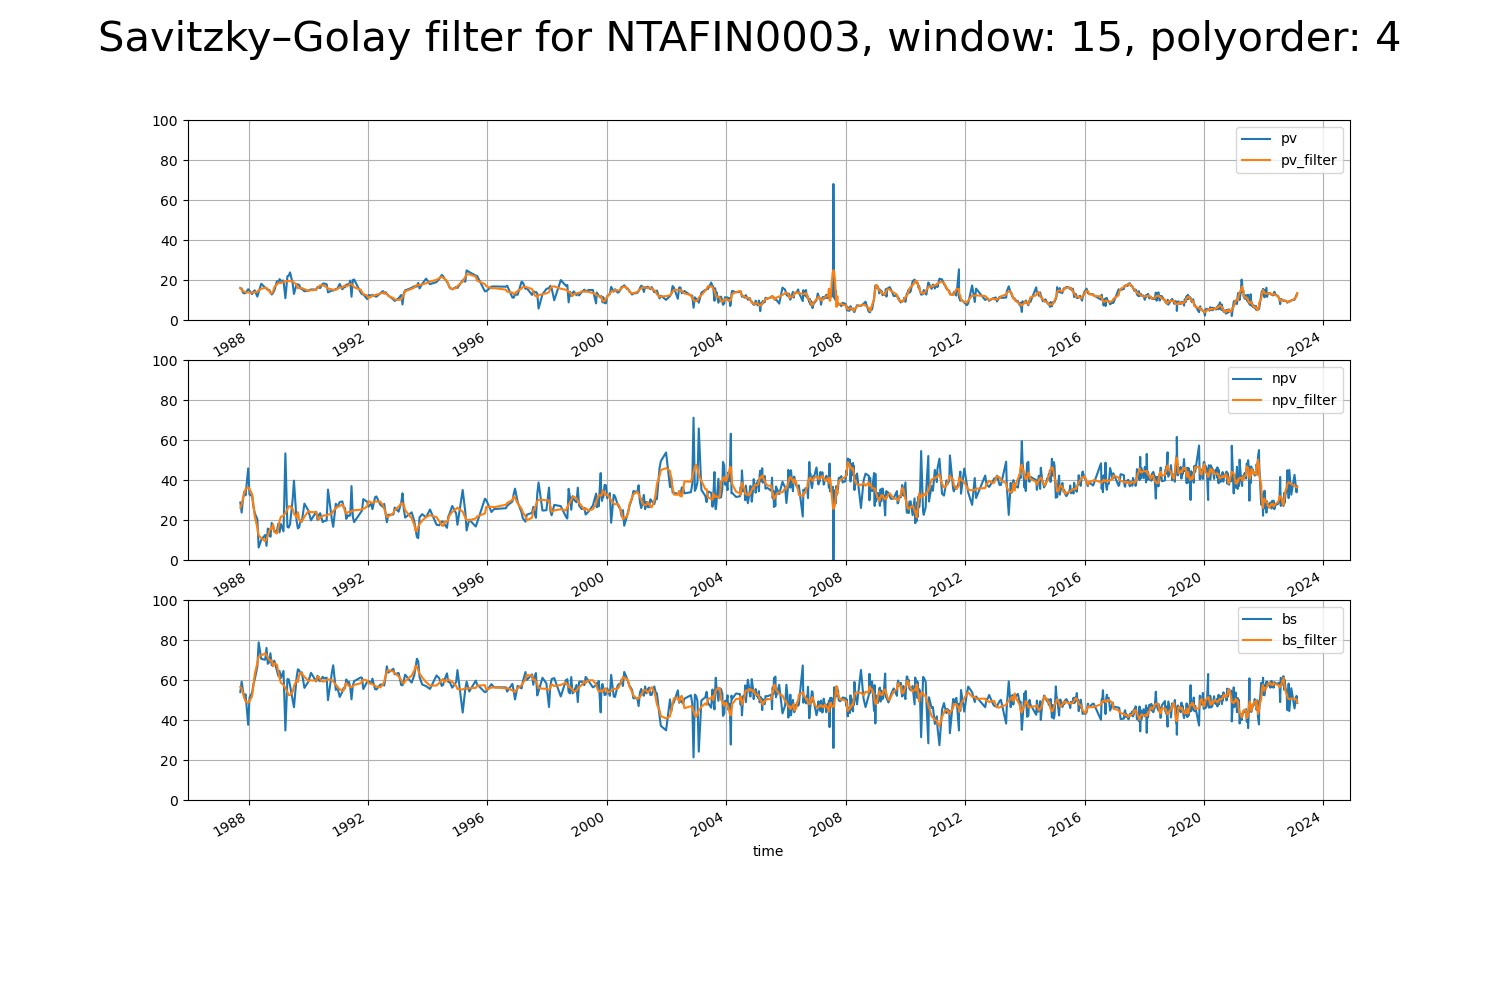 Savitzky–Golay filter for NTAFIN0003, window: 15, polyorder: 4
100
80
60
40
20
0
pv
pv_filter
1988 1992 1996 2000 2004 2008 2012 2016 2020 2024
100
80
60
40
20
0
npv
npv_filter
1988 1992 1996 2000 2004 2008 2012 2016 2020 2024
100
80
60
40
20
0
bs
bs_filter
1988 1992 1996 2000 2004 2008 2012 2016 2020 2024
time